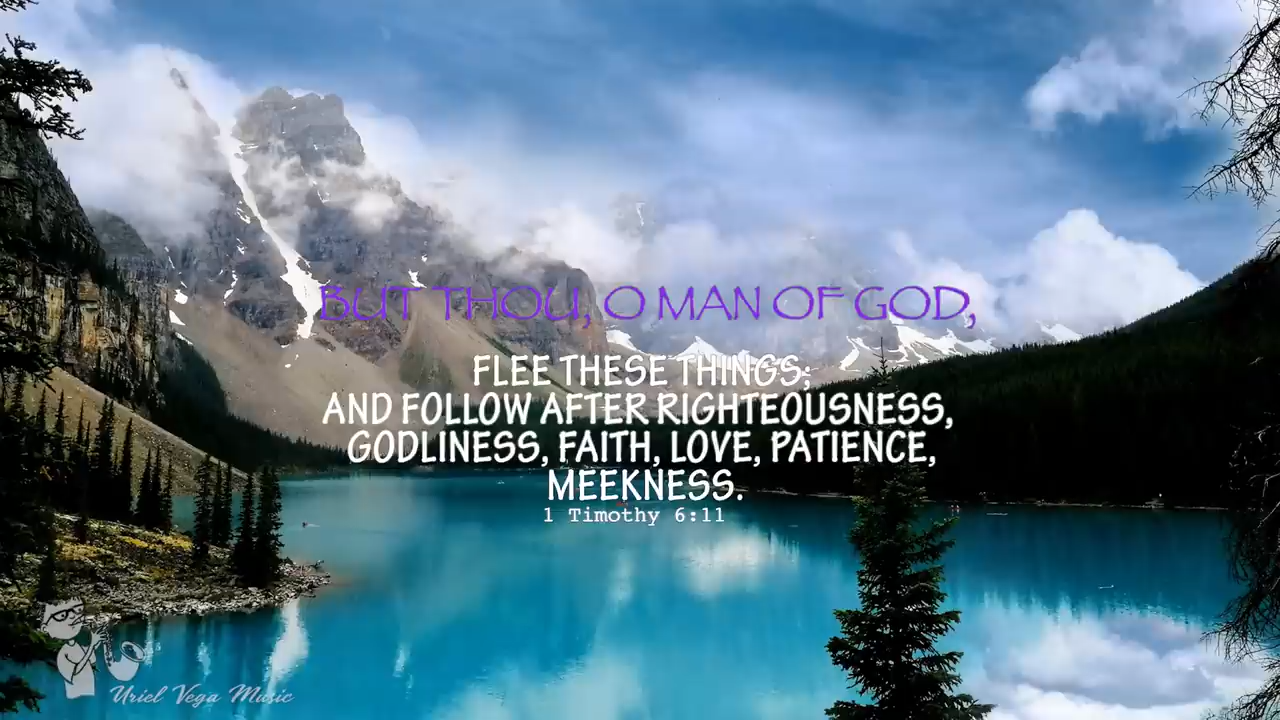 BUT THOU, O MAN OF GOD,
FLEE THESE THINGS;
AND FOLLOW AFTER RIGHTEOUSNESS,
GODLINESS, FAITH, LOVE, PATIENCE,
MEEKNESS.
1 Timothy 6:11
Uriel Vega Music